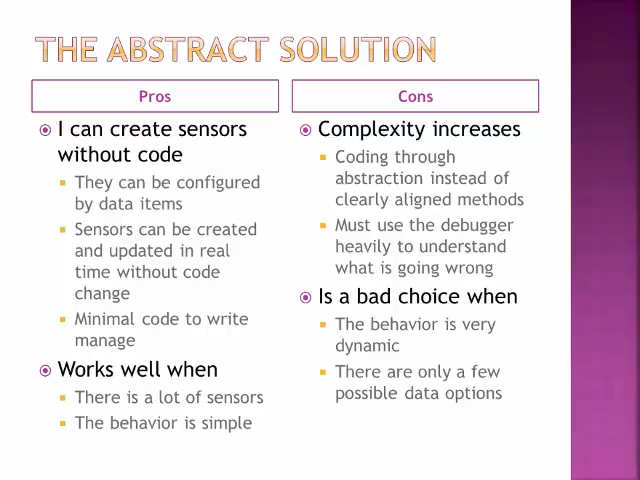 THE ABSTRACT SOLUTION
Pros
I can create sensors
without code
They can be configured
by data items
Sensors can be created
and updated in real
time without code
change
Minimal code to write
manage
Works well when
There is a lot of sensors
The behavior is simple
Cons
Complexity increases
Coding through
abstraction instead of
clearly aligned methods
Must use the debugger
heavily to understand
what is going wrong
Is a bad choice when
The behavior is very
dynamic
There are only a few
possible data options